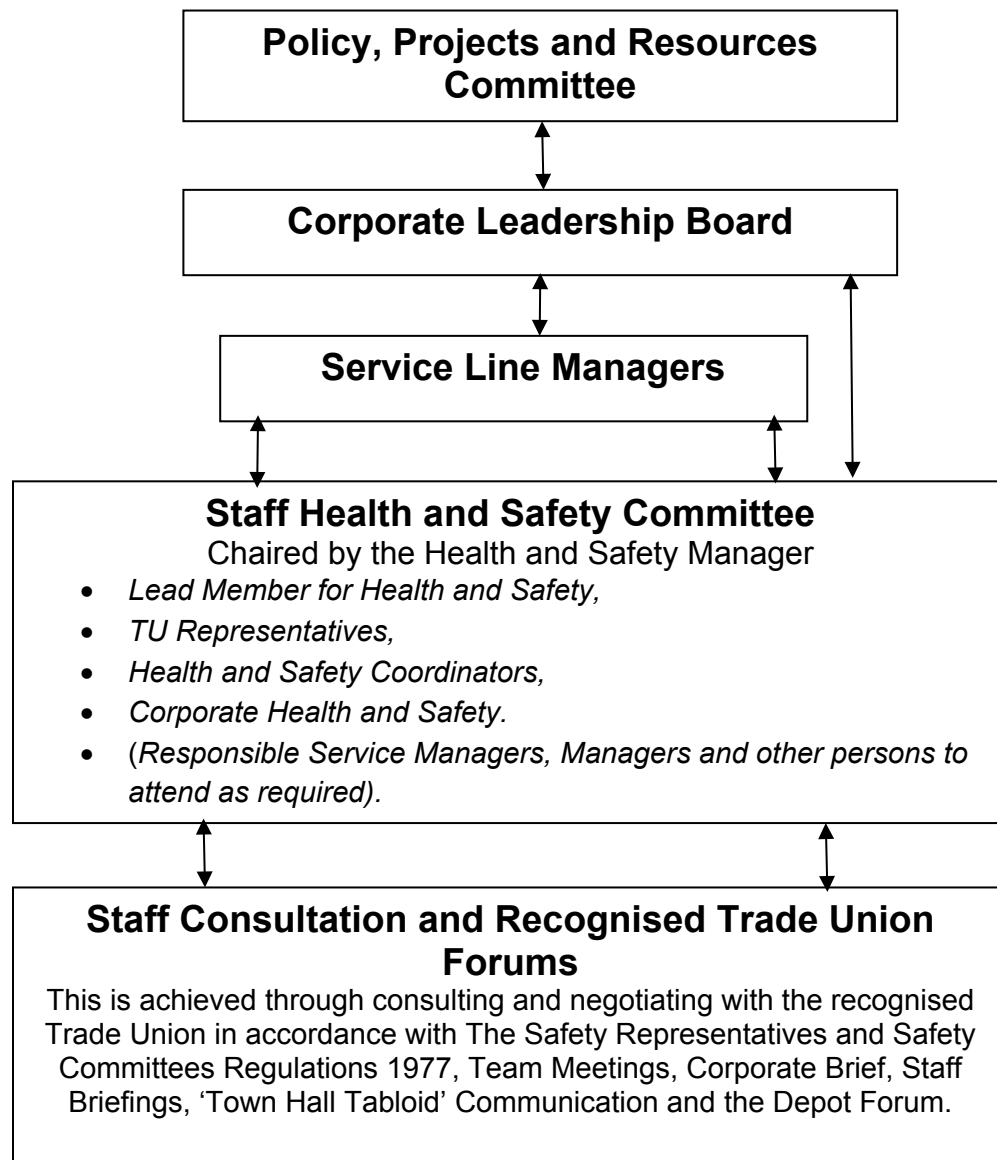 Policy, Projects and Resources
Committee
Corporate Leadership Board
Service Line Managers
Staff Health and Safety Committee
Chaired by the Health and Safety Manager
• Lead Member for Health and Safety,
• TU Representatives,
• Health and Safety Coordinators,
• Corporate Health and Safety.
• (Responsible Service Managers, Managers and other persons to
attend as required).
Staff Consultation and Recognised Trade Union
Forums
This is achieved through consulting and negotiating with the recognised
Trade Union in accordance with The Safety Representatives and Safety
Committees Regulations 1977, Team Meetings, Corporate Brief, Staff
Briefings, ‘Town Hall Tabloid’ Communication and the Depot Forum.